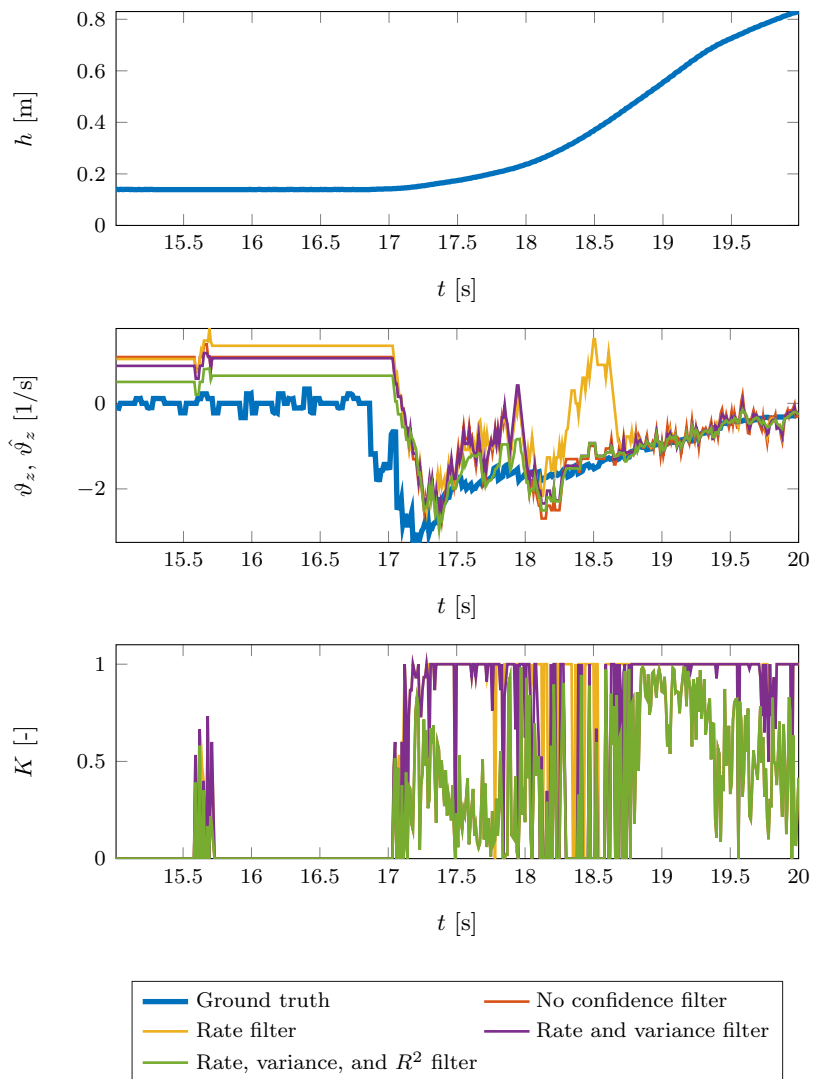 0.8
0.6
0.4
0.2
0
h [m]
15.5 16 16.5 17 17.5 18 18.5 19 19.5
t [s]
0
−2
ϑz, ϑ̂z [1/s]
15.5 16 16.5 17 17.5 18 18.5 19 19.5 20
t [s]
1
0.5
0
K [-]
15.5 16 16.5 17 17.5 18 18.5 19 19.5 20
t [s]
Ground truth
No confidence filter
Rate filter
Rate and variance filter
Rate, variance, and R² filter